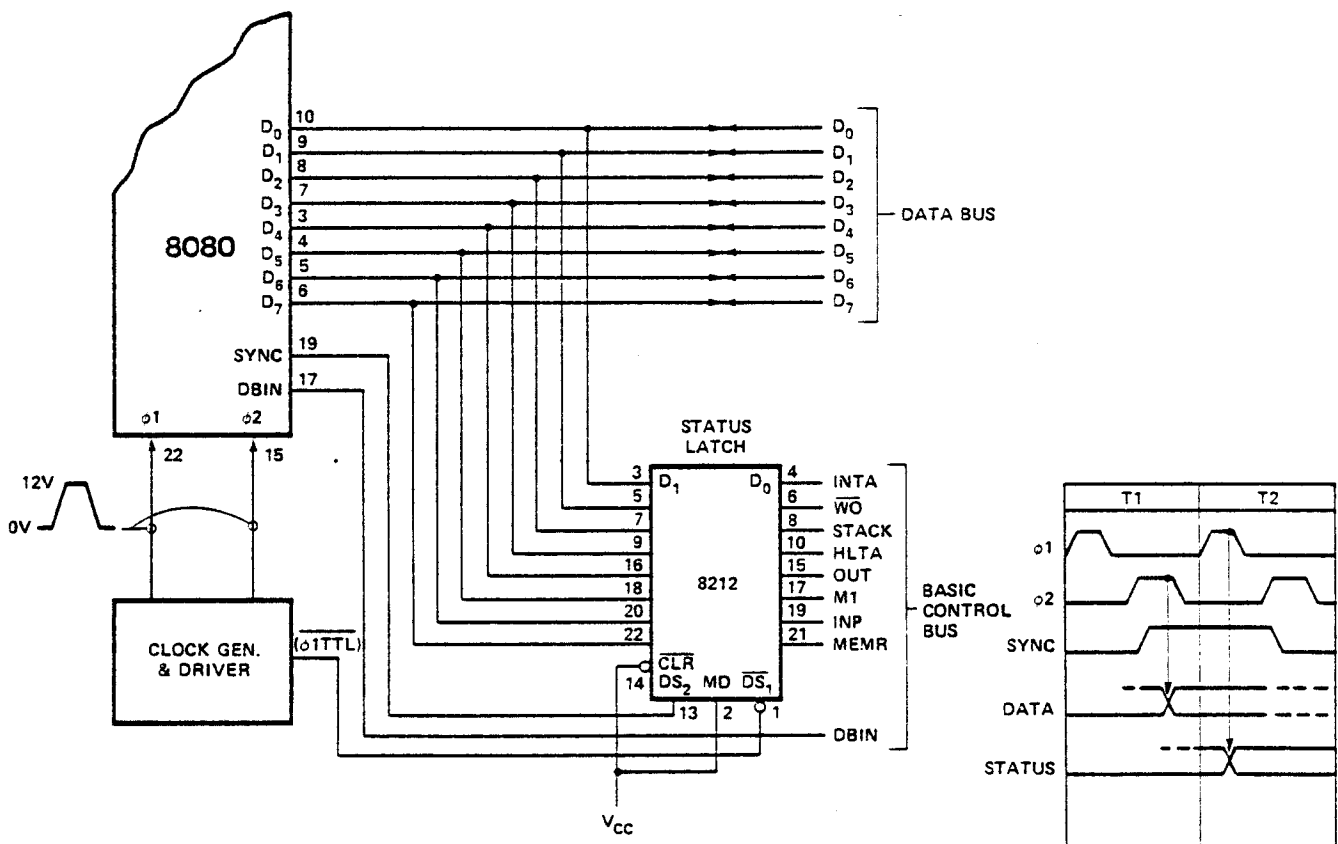 8080
D0 10 D0
D1 9 D1
D2 8 D2
D3 7 D3
D4 3 D4
D5 4 D5
D6 5 D6
D7 6 D7
DATA BUS
SYNC 19
DBIN 17
φ1 φ2
22 15
12V
0V
CLOCK GEN.
& DRIVER
(φ1TTL)
STATUS
LATCH
3 D1 D0 4 INTA
5 6 WO
7 8 STACK
9 10 HLTA
16 15 OUT
18 17 M1
20 19 INP
22 21 MEMR
8212
CLR
14 DS2 MD DS1
13 2 1
DBIN
VCC
BASIC
CONTROL
BUS
T1 T2
φ1
φ2
SYNC
DATA
STATUS